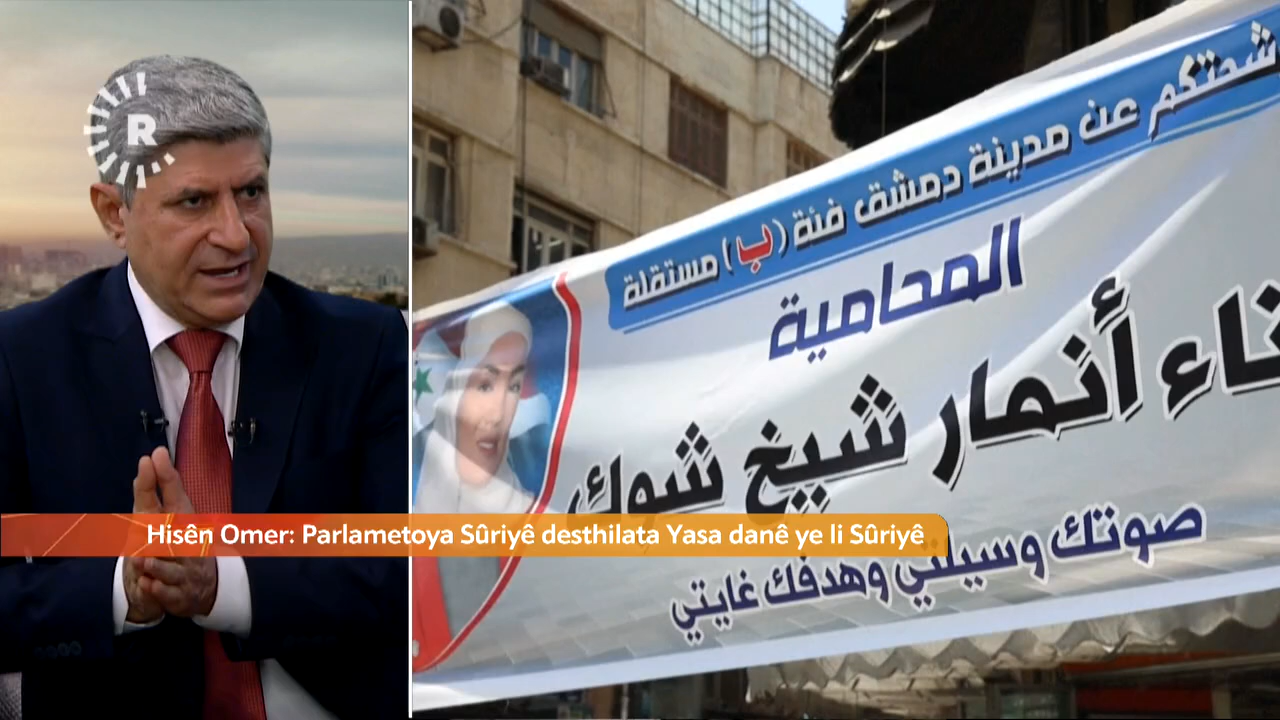 R
Hisên Omer: Parlametoya Sûriyê desthilata Yasa danê ye li Sûriyê
عن مدينة دمشق فئة (ب) مستقلة
المحامية
أنمار شيخ شوك
صوتك وسيلتي وهدفك غايتي